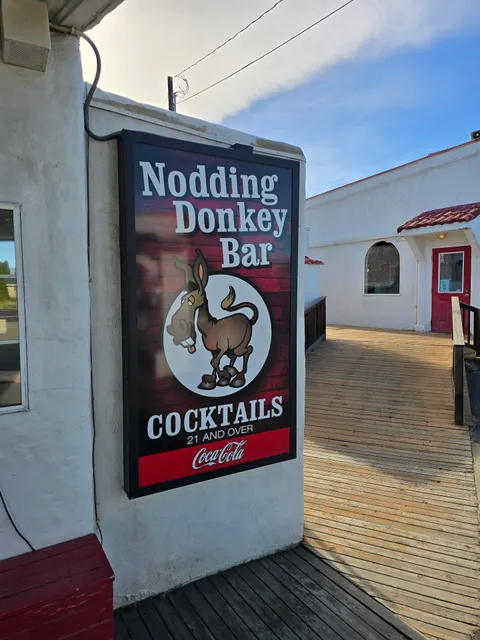 Nodding
Donkey
Bar
COCKTAILS
21 AND OVER
Coca-Cola